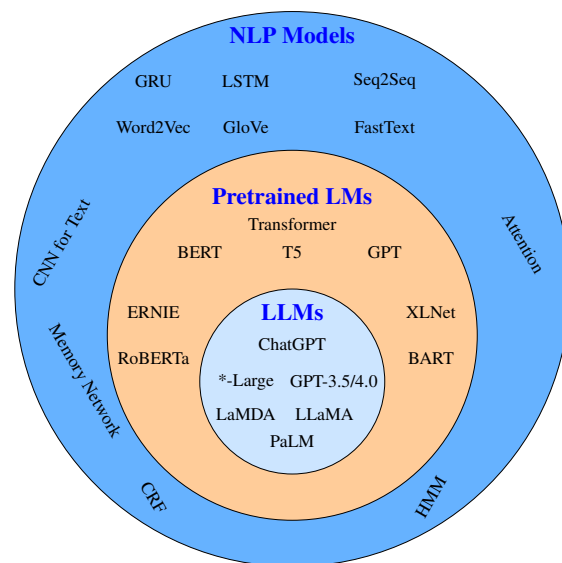 NLP Models
GRU LSTM Seq2Seq
Word2Vec GloVe FastText
Pretrained LMs
Transformer
BERT T5 GPT
CNN for Text
Attention
ERNIE XLNet
LLMs
ChatGPT
RoBERTa BART
*-Large GPT-3.5/4.0
Memory Network
LaMDA LLaMA
PaLM
CRF HMM